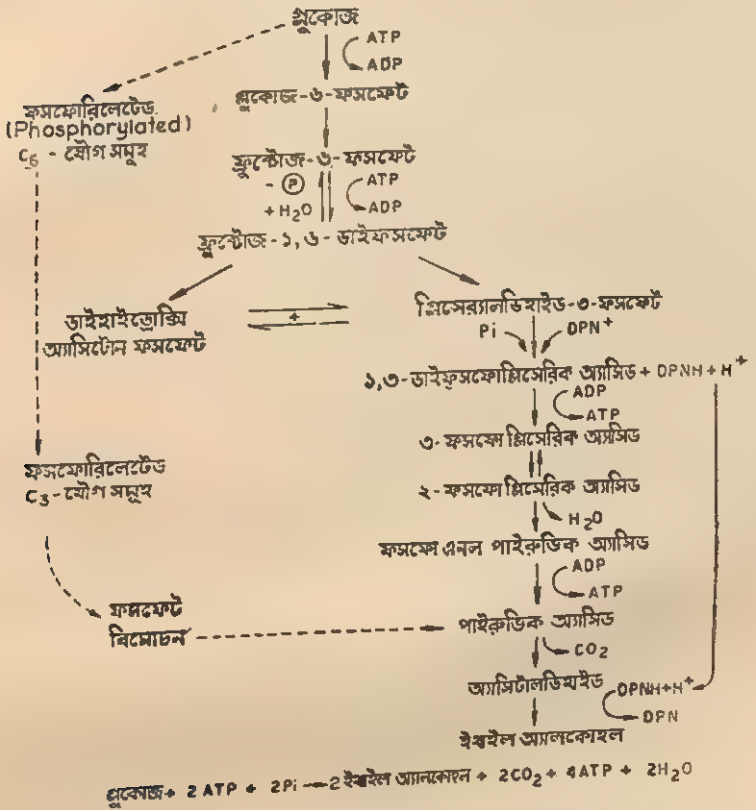 গ্লুকোজ
ATP
ADP
গ্লুকোজ-৬-ফসফেট
ফসফোরিলেটেড
(Phosphorylated)
C6 - যৌগ সমূহ
ফ্রুক্টোজ-৬-ফসফেট
- P
+ H2O
ATP
ADP
ফ্রুক্টোজ-১,৬-ডাইফসফেট
ডাইহাইড্রোক্সি
অ্যাসিটোন ফসফেট
+
গ্লিসের‍্যালডিহাইড-৩-ফসফেট
Pi
DPN+
১,৩-ডাইফসফোগ্লিসেরিক অ্যাসিড + DPNH + H+
ADP
ATP
৩-ফসফোগ্লিসেরিক অ্যাসিড
ফসফোরিলেটেড
C3-যৌগ সমূহ
২-ফসফোগ্লিসেরিক অ্যাসিড
H2O
ফসফো এনল পাইরুভিক অ্যাসিড
ADP
ATP
ফসফেট
বিমোচন
পাইরুভিক অ্যাসিড
CO2
অ্যাসিটালডিহাইড
DPNH+H+
DPN
ইথাইল অ্যালকোহল
গ্লুকোজ + 2ATP + 2Pi → 2 ইথাইল অ্যালকোহল + 2CO2 + 4ATP + 2H2O